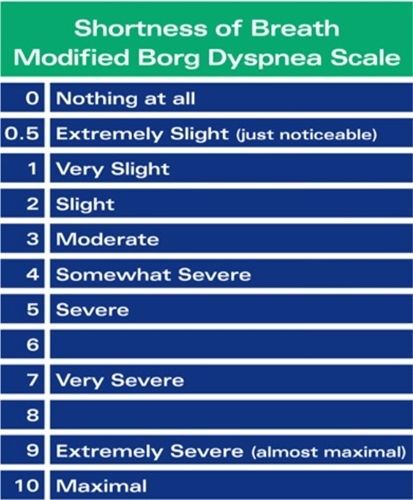 Shortness of Breath
Modified Borg Dyspnea Scale
0 Nothing at all
0.5 Extremely Slight (just noticeable)
1 Very Slight
2 Slight
3 Moderate
4 Somewhat Severe
5 Severe
6
7 Very Severe
8
9 Extremely Severe (almost maximal)
10 Maximal